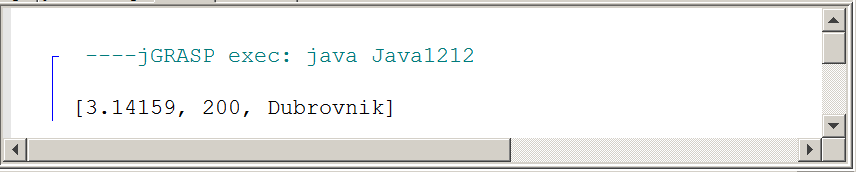 ----jGRASP exec: java Java1212
[3.14159, 200, Dubrovnik]